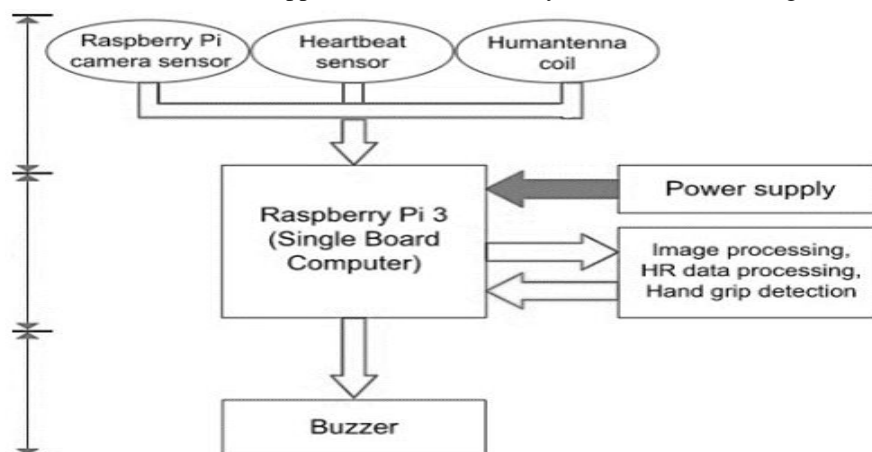 Raspberry Pi
camera sensor
Heartbeat
sensor
Humantenna
coil
Raspberry Pi 3
(Single Board
Computer)
Power supply
Image processing,
HR data processing,
Hand grip detection
Buzzer